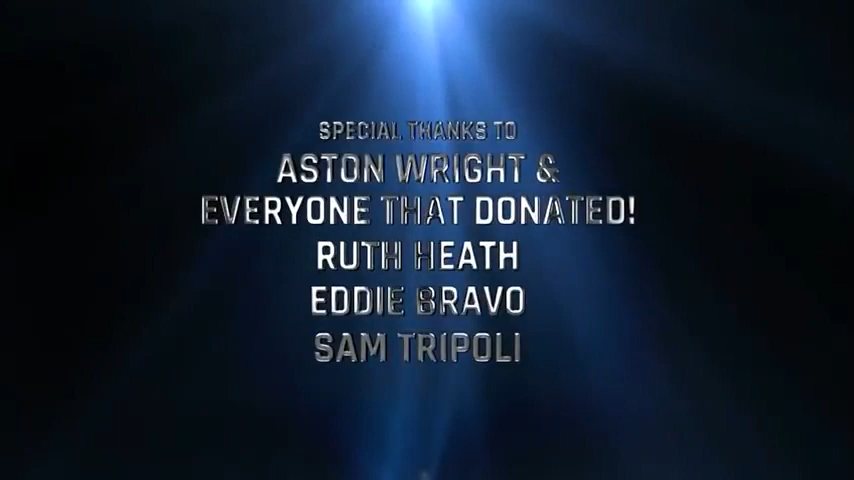 SPECIAL THANKS TO
ASTON WRIGHT &
EVERYONE THAT DONATED!
RUTH HEATH
EDDIE BRAVO
SAM TRIPOLI